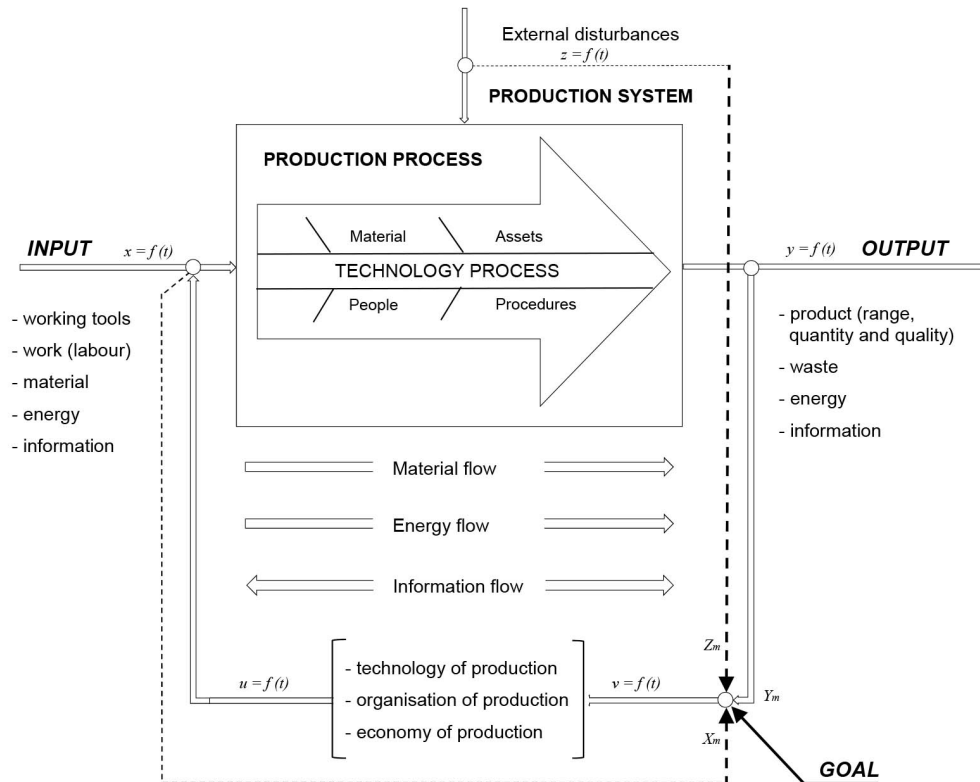 External disturbances
z = f (t)
PRODUCTION SYSTEM
PRODUCTION PROCESS
Material
Assets
TECHNOLOGY PROCESS
People
Procedures
INPUT
x = f (t)
- working tools
- work (labour)
- material
- energy
- information
y = f (t)
OUTPUT
- product (range,
quantity and quality)
- waste
- energy
- information
Material flow
Energy flow
Information flow
u = f (t)
- technology of production
- organisation of production
- economy of production
v = f (t)
Zm
Ym
Xm
GOAL